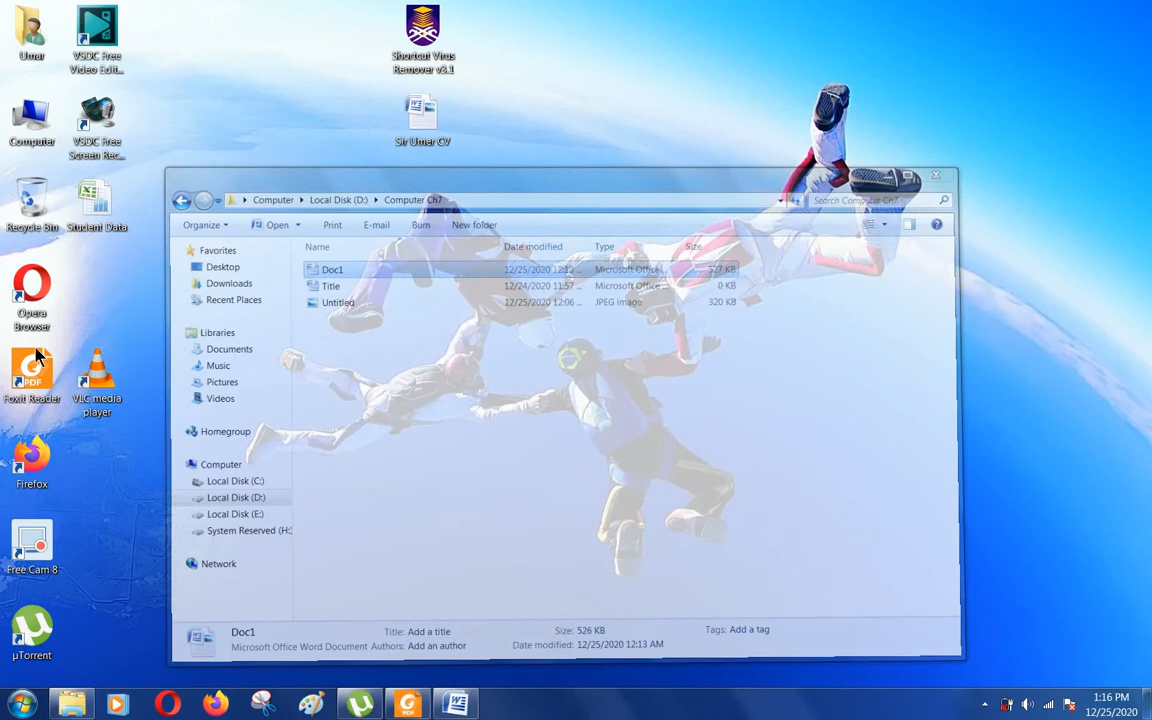 Umar
VSDC Free
Video Edit...
Shortcut Virus
Remover v3.1
Computer
VSDC Free
Screen Rec...
Sir Umer CV
Recycle Bin
Student Data
Opera
Browser
PDF
Foxit Reader
VLC media
player
Firefox
Free Cam 8
µTorrent
Computer
Local Disk (D:)
Computer Ch7
Search Computer Ch7
Organize
Open
Print
E-mail
Burn
New folder
Name
Date modified
Type
Size
Doc1
12/25/2020 12:13 ...
Microsoft Office ...
527 KB
Title
12/24/2020 11:57 ...
Microsoft Office ...
0 KB
Untitled
12/25/2020 12:06 ...
JPEG image
320 KB
Favorites
Desktop
Downloads
Recent Places
Libraries
Documents
Music
Pictures
Videos
Homegroup
Computer
Local Disk (C:)
Local Disk (D:)
Local Disk (E:)
System Reserved (H:
Network
Doc1
Title: Add a title
Size: 526 KB
Tags: Add a tag
Microsoft Office Word Document
Authors: Add an author
Date modified: 12/25/2020 12:13 AM
PDF
1:16 PM
12/25/2020